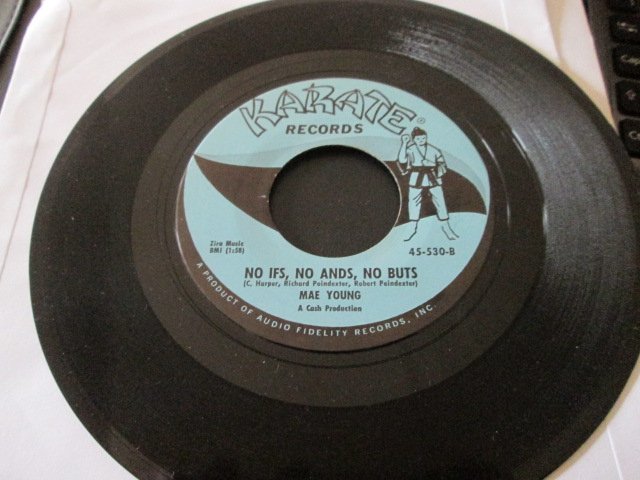 KARATE®
RECORDS
Zira Music
BMI (1:58)
45-530-B
NO IFS, NO ANDS, NO BUTS
(C. Harper, Richard Poindexter, Robert Poindexter)
MAE YOUNG
A Cash Production
A PRODUCT OF AUDIO FIDELITY RECORDS, INC.